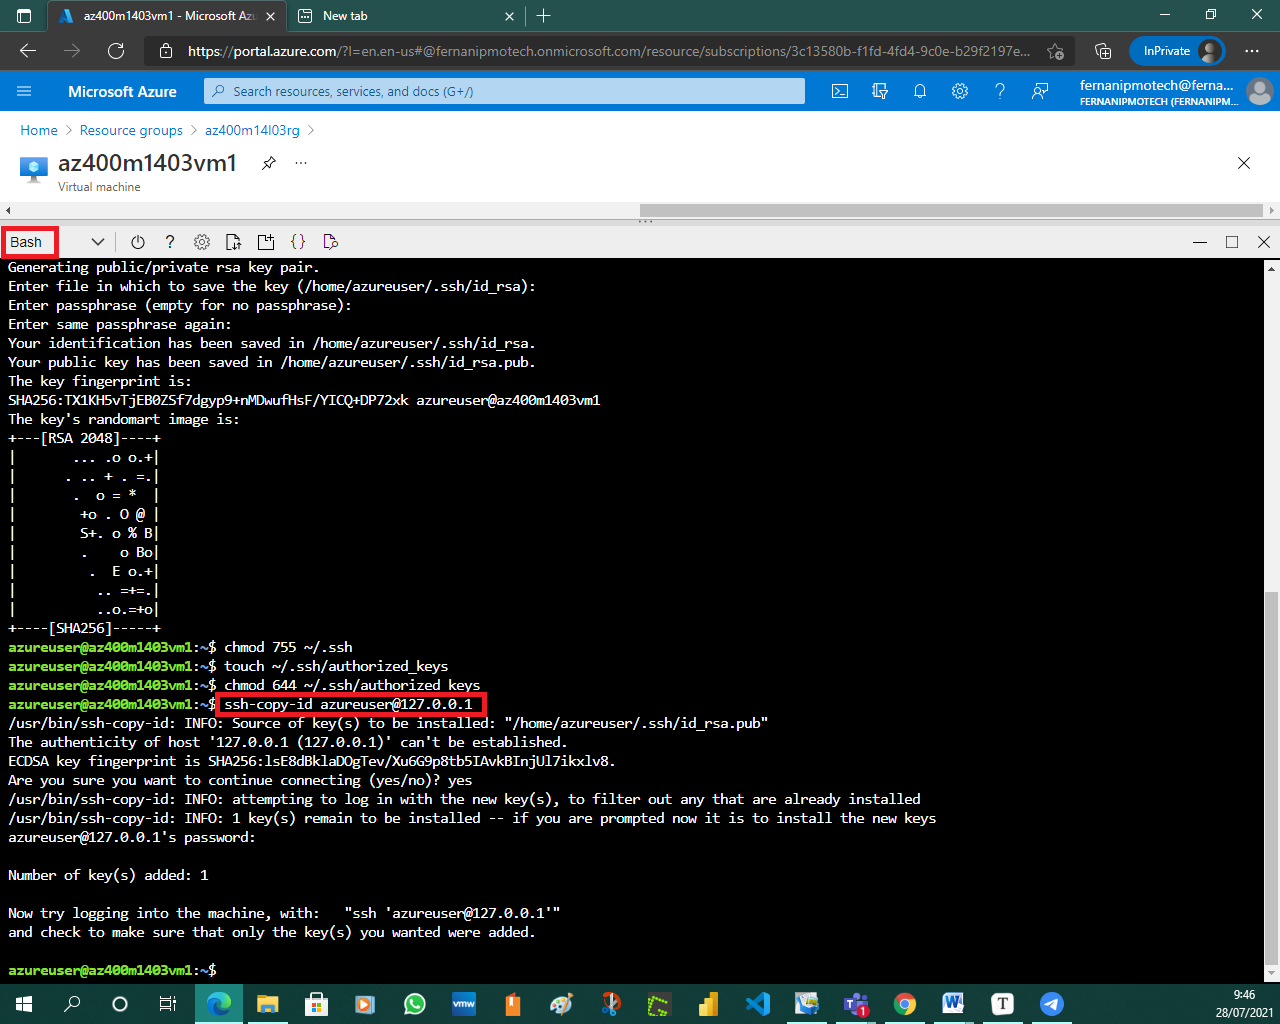 az400m1403vm1 - Microsoft Azu
New tab
https://portal.azure.com/?l=en.en-us#@fernanipmotech.onmicrosoft.com/resource/subscriptions/3c13580b-f1fd-4fd4-9c0e-b29f2197e...
InPrivate
Microsoft Azure
Search resources, services, and docs (G+/)
fernanipmotech@ferna...
FERNANIPMOTECH (FERNANIPM...
Home > Resource groups > az400m14l03rg >
az400m1403vm1
Virtual machine
Bash
Generating public/private rsa key pair.
Enter file in which to save the key (/home/azureuser/.ssh/id_rsa):
Enter passphrase (empty for no passphrase):
Enter same passphrase again:
Your identification has been saved in /home/azureuser/.ssh/id_rsa.
Your public key has been saved in /home/azureuser/.ssh/id_rsa.pub.
The key fingerprint is:
SHA256:TX1KH5vTjEB0ZSf7dgyp9+nMDwufHsF/YICQ+DP72xk azureuser@az400m1403vm1
The key's randomart image is:
+---[RSA 2048]----+
|       ... .o o.+|
|      . .. + . =.|
|       .  o = *  |
|        +o . O @ |
|        S+. o % B|
|        .    o Bo|
|         .  E o.+|
|          .. =+=.|
|          ..o.=+o|
+----[SHA256]-----+
azureuser@az400m1403vm1:~$ chmod 755 ~/.ssh
azureuser@az400m1403vm1:~$ touch ~/.ssh/authorized_keys
azureuser@az400m1403vm1:~$ chmod 644 ~/.ssh/authorized_keys
azureuser@az400m1403vm1:~$ ssh-copy-id azureuser@127.0.0.1
/usr/bin/ssh-copy-id: INFO: Source of key(s) to be installed: "/home/azureuser/.ssh/id_rsa.pub"
The authenticity of host '127.0.0.1 (127.0.0.1)' can't be established.
ECDSA key fingerprint is SHA256:lsE8dBklaDOgTev/Xu6G9p8tb5IAvkBInjUl7ikxlv8.
Are you sure you want to continue connecting (yes/no)? yes
/usr/bin/ssh-copy-id: INFO: attempting to log in with the new key(s), to filter out any that are already installed
/usr/bin/ssh-copy-id: INFO: 1 key(s) remain to be installed -- if you are prompted now it is to install the new keys
azureuser@127.0.0.1's password:
Number of key(s) added: 1
Now try logging into the machine, with:   "ssh 'azureuser@127.0.0.1'"
and check to make sure that only the key(s) you wanted were added.
azureuser@az400m1403vm1:~$
vmw
1
W
T
9:46
28/07/2021